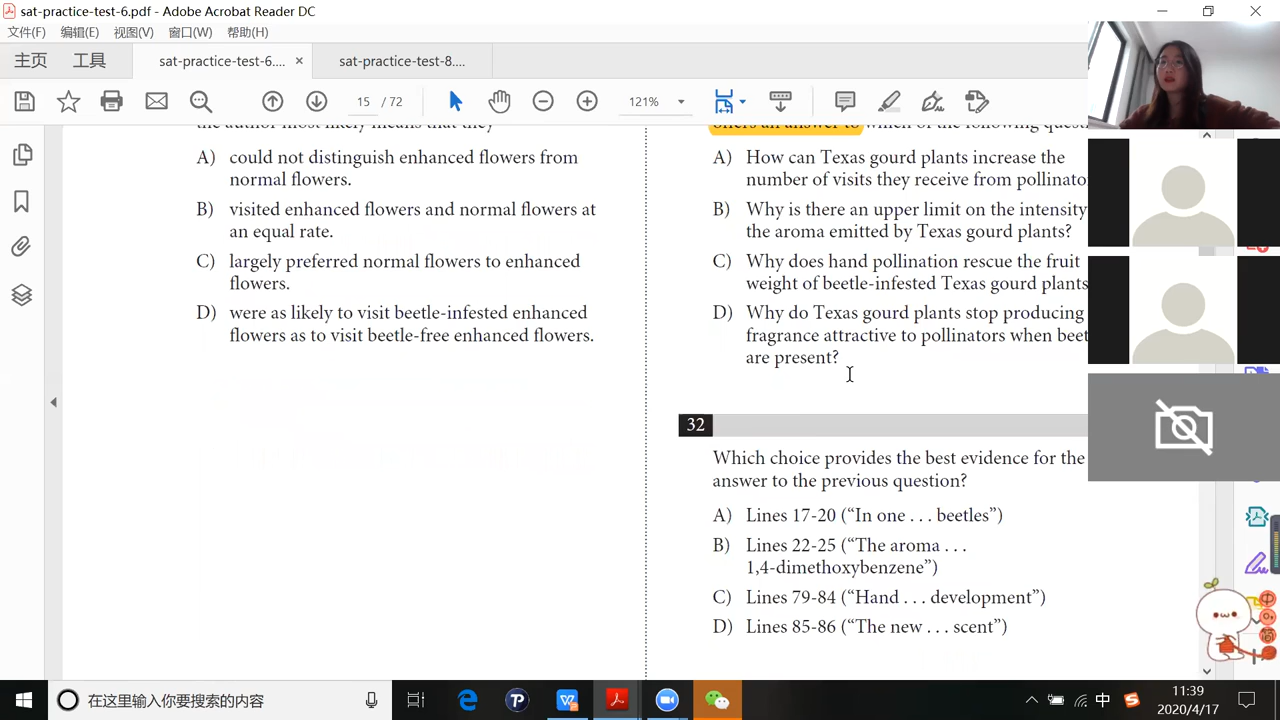 sat-practice-test-6.pdf - Adobe Acrobat Reader DC
文件(F) 编辑(E) 视图(V) 窗口(W) 帮助(H)
主页 工具 sat-practice-test-6.... × sat-practice-test-8....
15 / 72 121%
the author most likely means that they
A) could not distinguish enhanced flowers from
normal flowers.
B) visited enhanced flowers and normal flowers at
an equal rate.
C) largely preferred normal flowers to enhanced
flowers.
D) were as likely to visit beetle-infested enhanced
flowers as to visit beetle-free enhanced flowers.
offers an answer to which of the following
A) How can Texas gourd plants increase the
number of visits they receive from
B) Why is there an upper limit on the intensity
the aroma emitted by Texas gourd plants?
C) Why does hand pollination rescue the fruit
weight of beetle-infested Texas gourd plants
D) Why do Texas gourd plants stop producing
fragrance attractive to pollinators when
are present?
32
Which choice provides the best evidence for the
answer to the previous question?
A) Lines 17-20 (“In one . . . beetles”)
B) Lines 22-25 (“The aroma . . .
1,4-dimethoxybenzene”)
C) Lines 79-84 (“Hand . . . development”)
D) Lines 85-86 (“The new . . . scent”)
在这里输入你要搜索的内容
中
11:39
2020/4/17